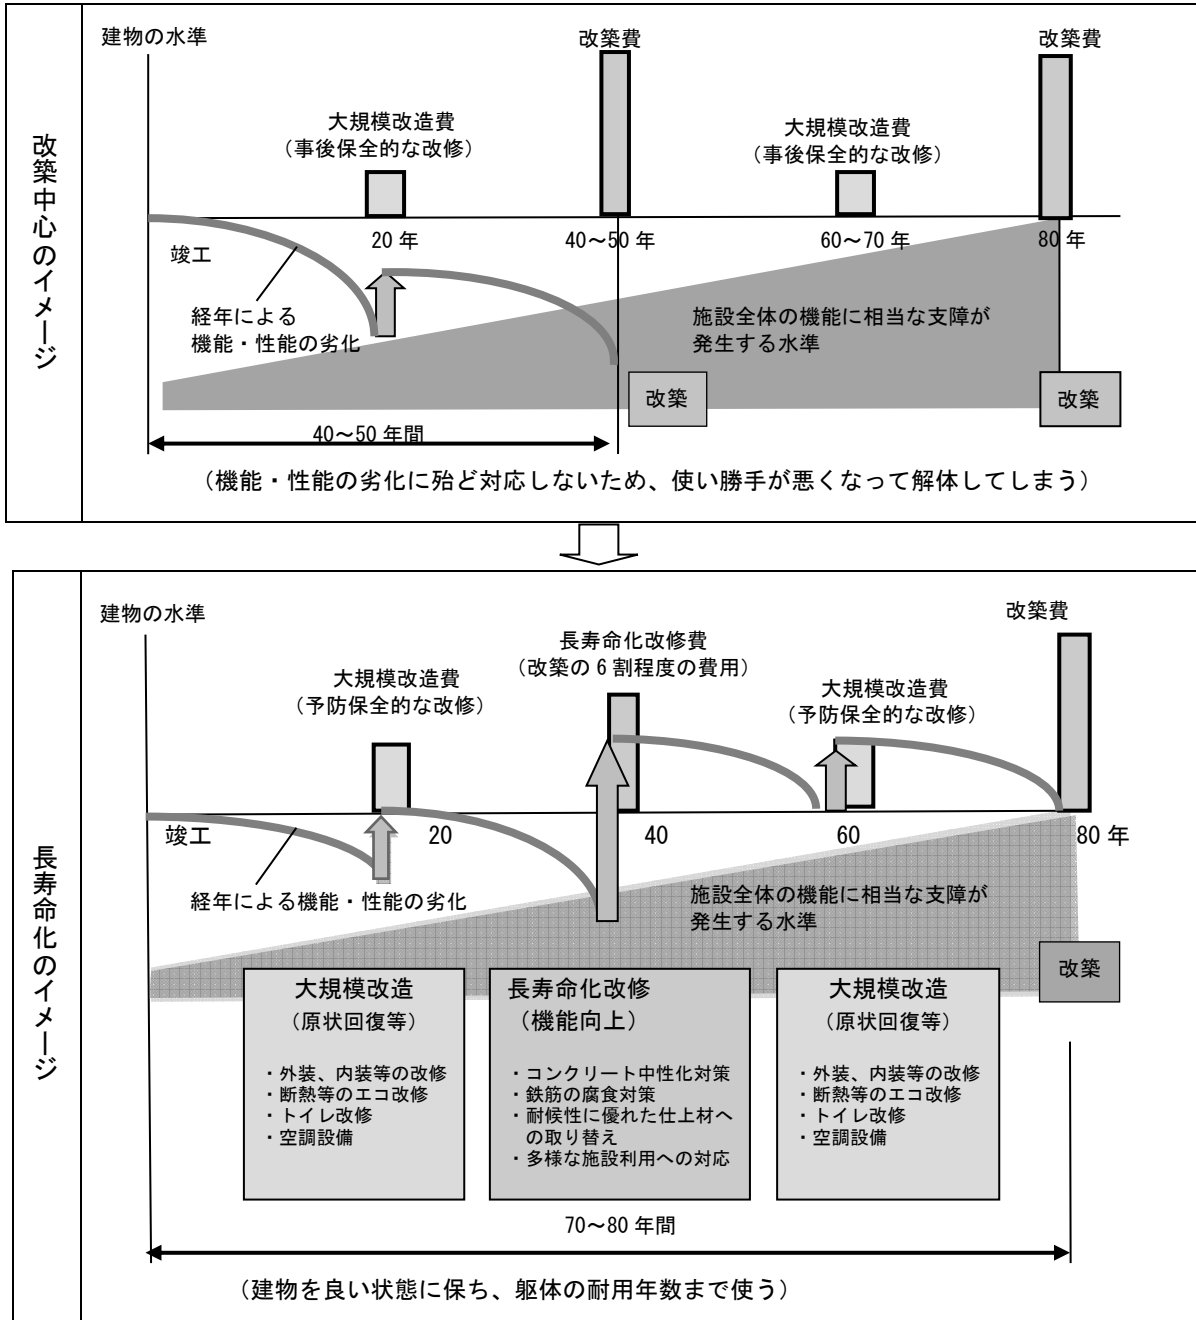 改築中心のイメージ
建物の水準
改築費
改築費
大規模改造費
（事後保全的な改修）
大規模改造費
（事後保全的な改修）
竣工
20 年
40～50 年
60～70 年
80 年
経年による
機能・性能の劣化
施設全体の機能に相当な支障が
発生する水準
改築
改築
40～50 年間
（機能・性能の劣化に殆ど対応しないため、使い勝手が悪くなって解体してしまう）
長寿命化のイメージ
建物の水準
改築費
長寿命化改修費
（改築の 6 割程度の費用）
大規模改造費
（予防保全的な改修）
大規模改造費
（予防保全的な改修）
竣工
20
40
60
80 年
経年による機能・性能の劣化
施設全体の機能に相当な支障が
発生する水準
改築
大規模改造
（原状回復等）
・外装、内装等の改修
・断熱等のエコ改修
・トイレ改修
・空調設備
長寿命化改修
（機能向上）
・コンクリート中性化対策
・鉄筋の腐食対策
・耐候性に優れた仕上材へ
の取り替え
・多様な施設利用への対応
大規模改造
（原状回復等）
・外装、内装等の改修
・断熱等のエコ改修
・トイレ改修
・空調設備
70～80 年間
（建物を良い状態に保ち、躯体の耐用年数まで使う）